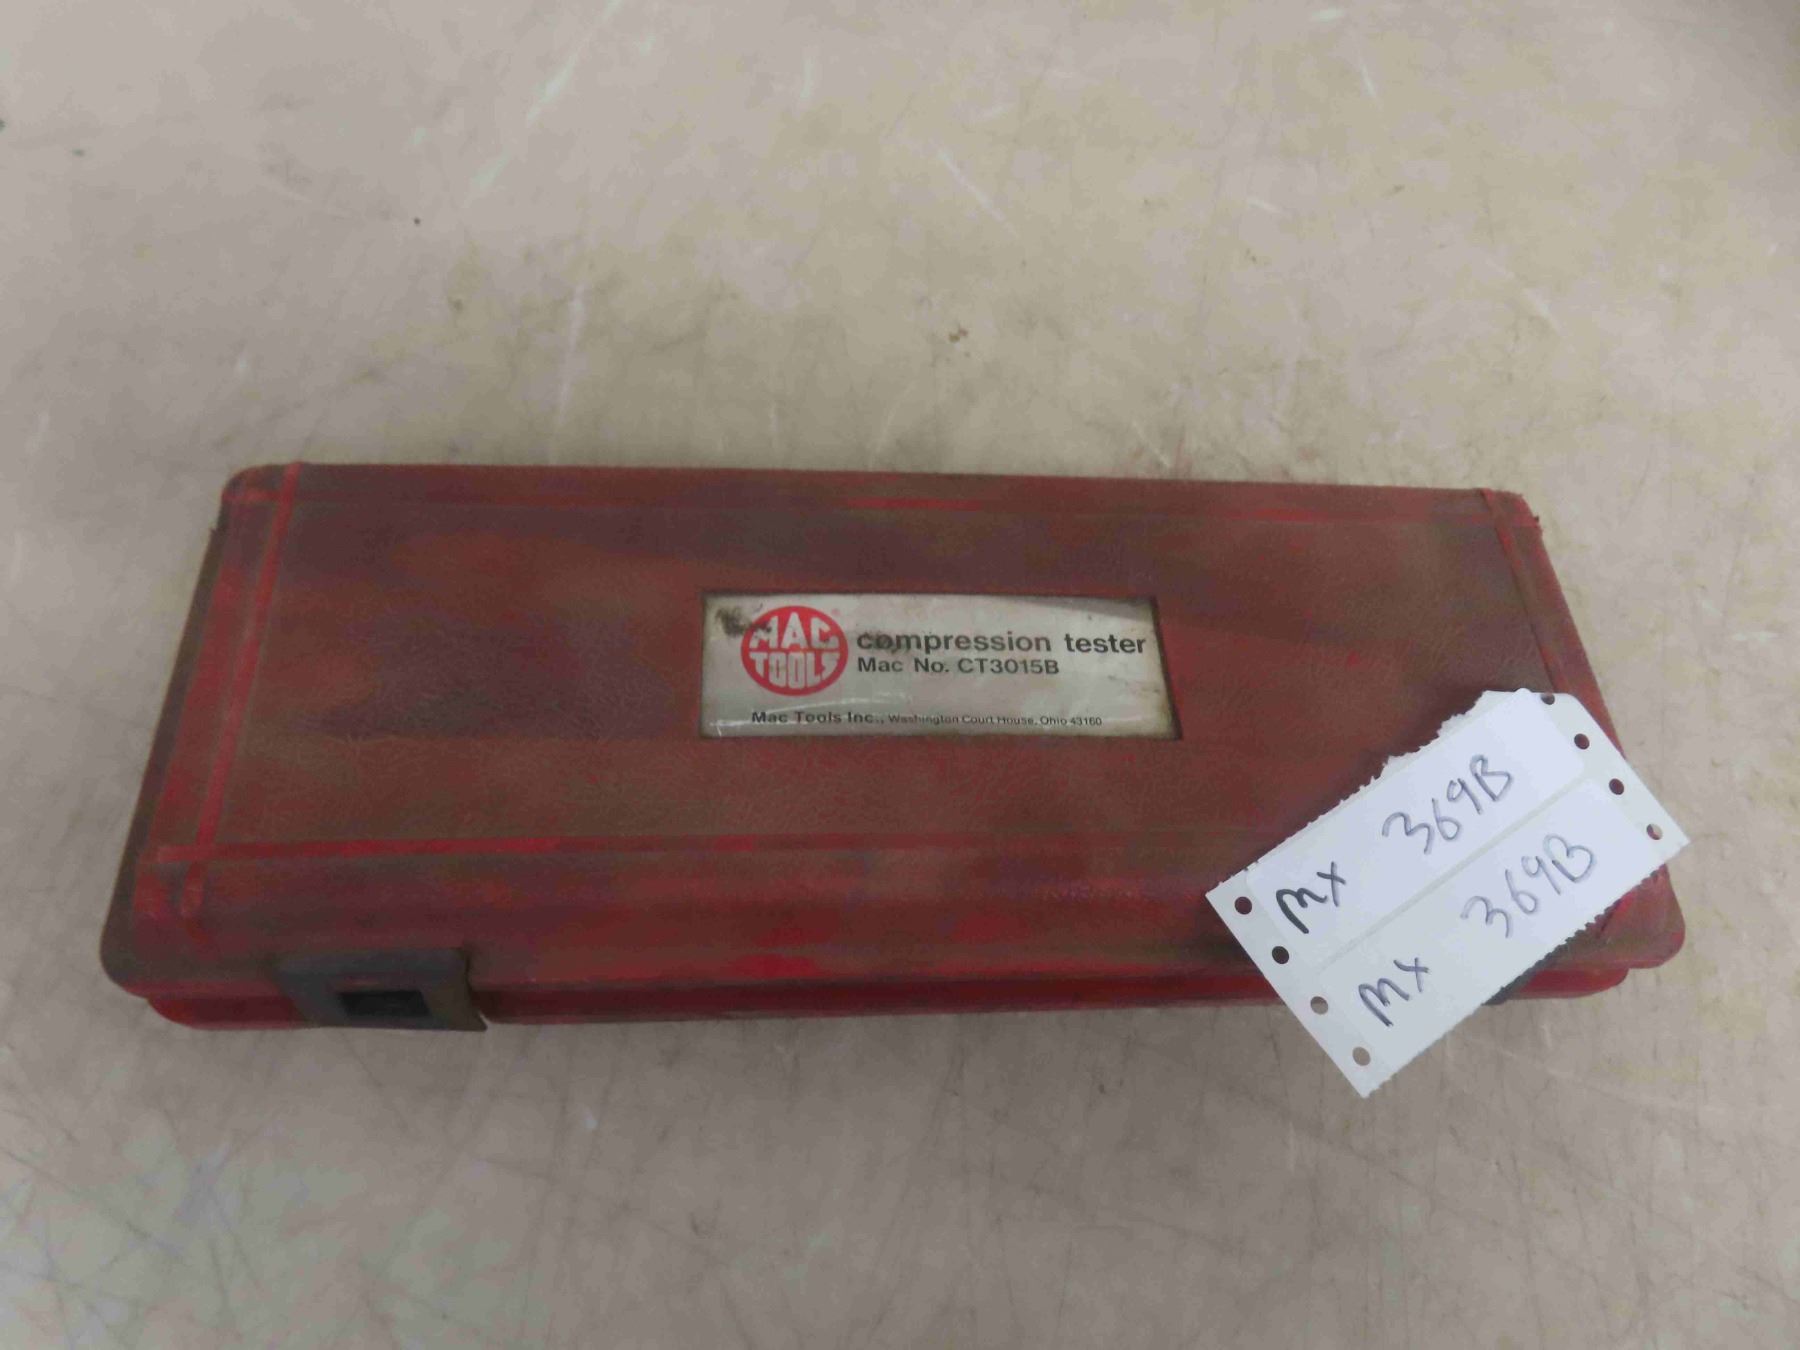 MAC
TOOLS
®
compression tester
Mac No. CT3015B
Mac Tools Inc., Washington Court House, Ohio 43160
MX 369B
MX 369B